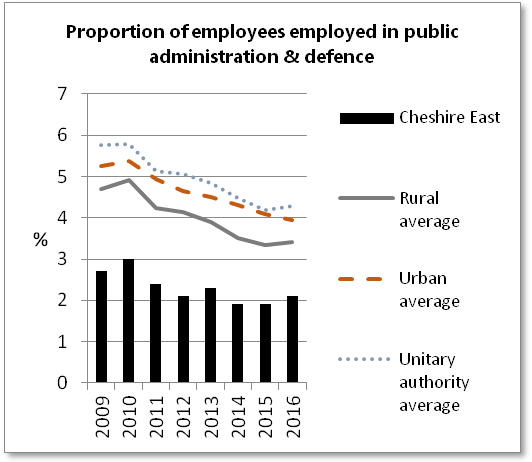 Proportion of employees employed in public
administration & defence
7
6
5
4
3
2
1
0
%
2009
2010
2011
2012
2013
2014
2015
2016
Cheshire East
Rural
average
Urban
average
Unitary
authority
average